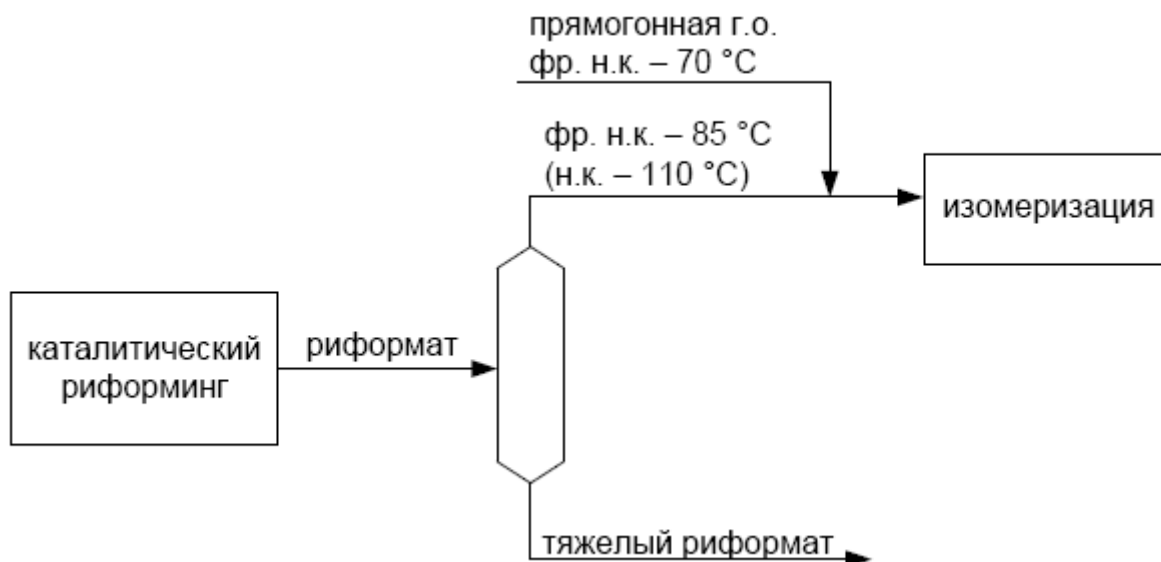 прямогонная г.о.
фр. н.к. – 70 °С
фр. н.к. – 85 °С
(н.к. – 110 °С)
изомеризация
каталитический
риформинг
риформат
тяжелый риформат